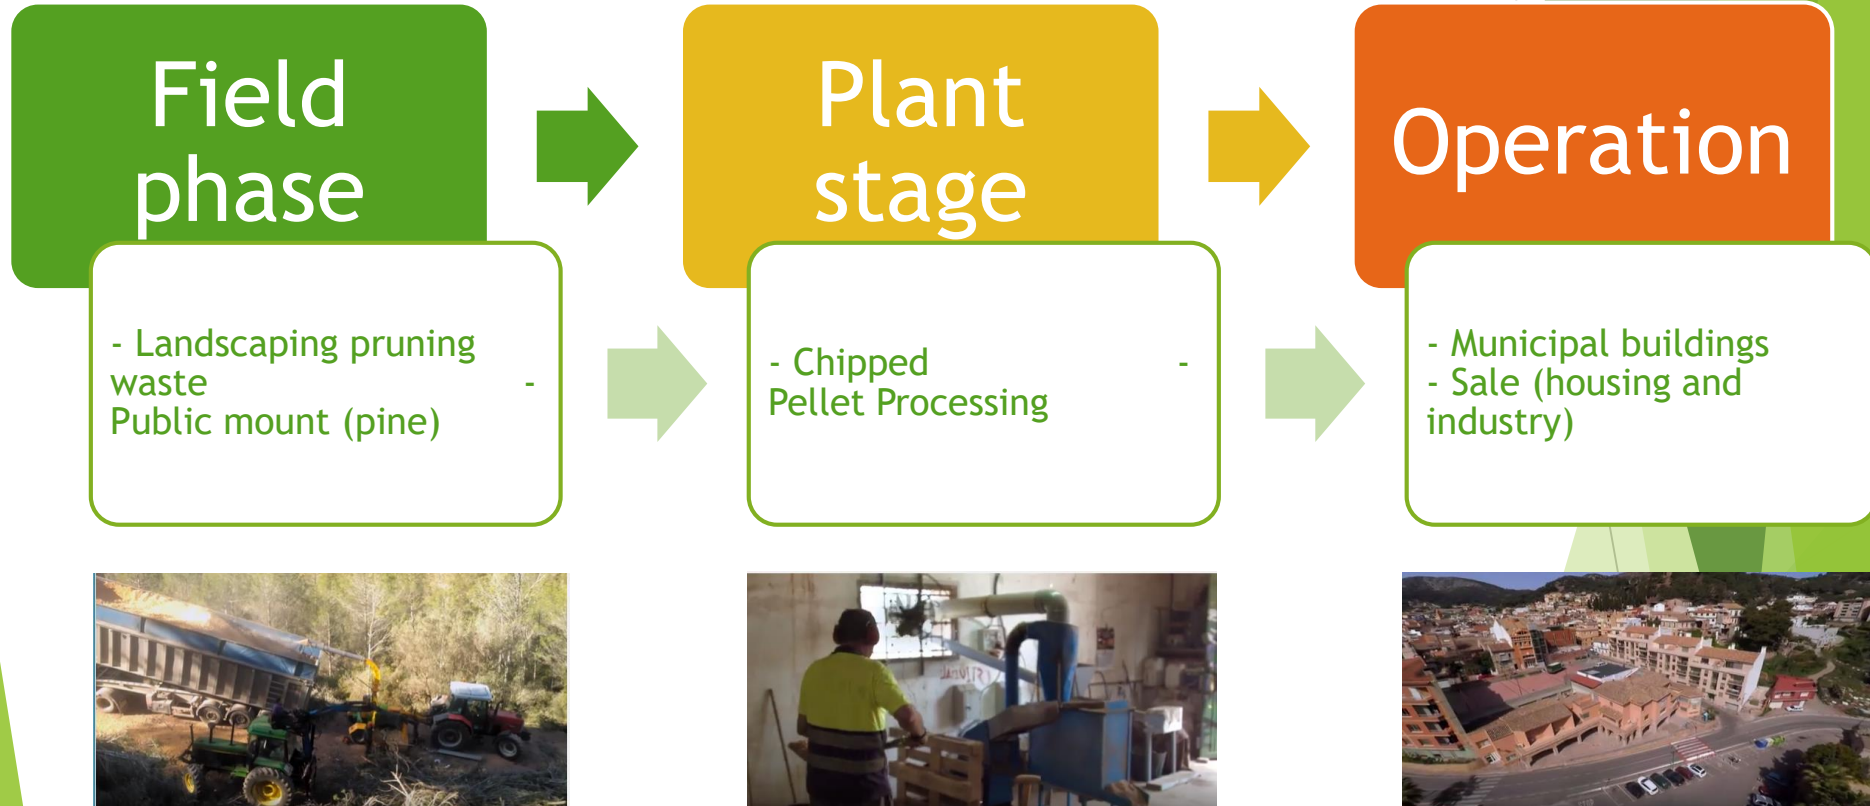 Field
phase
Plant
stage
Operation
- Landscaping pruning
waste -
Public mount (pine)
- Chipped -
Pellet Processing
- Municipal buildings
- Sale (housing and
industry)